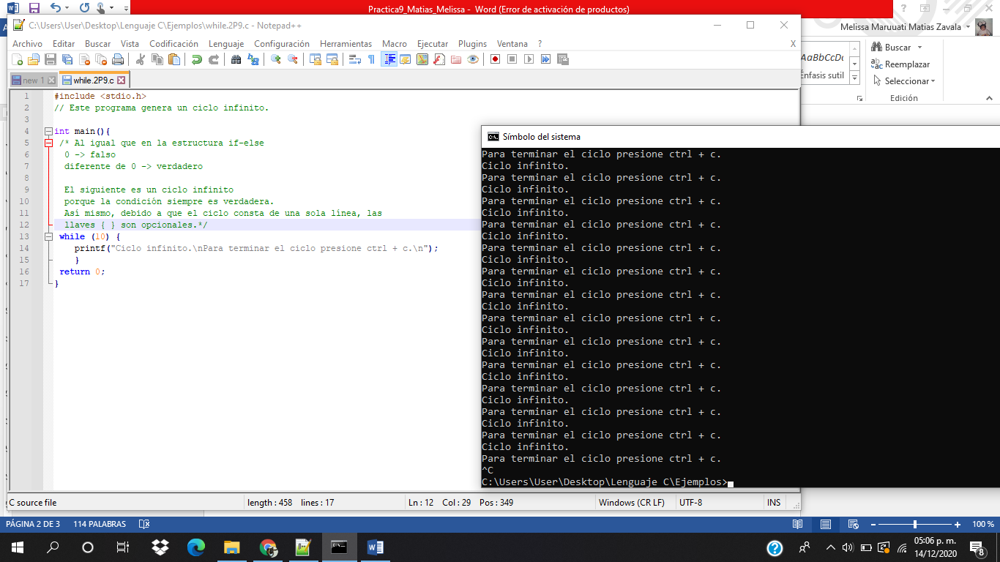 Practica9_Matias_Melissa - Word (Error de activación de productos)
C:\Users\User\Desktop\Lenguaje C\Ejemplos\while.2P9.c - Notepad++
Melissa Maruuati Matias Zavala
Archivo Editar Buscar Vista Codificación Lenguaje Configuración Herramientas Macro Ejecutar Plugins Ventana ? X
Buscar
Reemplazar
Seleccionar
Edición
AaBbCcDc
Énfasis sutil
new 1 while.2P9.c
1 #include <stdio.h>
2 // Este programa genera un ciclo infinito.
3
4 int main(){
5 /* Al igual que en la estructura if-else
6 0 -> falso
7 diferente de 0 -> verdadero
8
9 El siguiente es un ciclo infinito
10 porque la condición siempre es verdadera.
11 Así mismo, debido a que el ciclo consta de una sola línea, las
12 llaves { } son opcionales.*/
13 while (10) {
14 printf("Ciclo infinito.\nPara terminar el ciclo presione ctrl + c.\n");
15 }
16 return 0;
17 }
Símbolo del sistema
Para terminar el ciclo presione ctrl + c.
Ciclo infinito.
Para terminar el ciclo presione ctrl + c.
Ciclo infinito.
Para terminar el ciclo presione ctrl + c.
Ciclo infinito.
Para terminar el ciclo presione ctrl + c.
Ciclo infinito.
Para terminar el ciclo presione ctrl + c.
Ciclo infinito.
Para terminar el ciclo presione ctrl + c.
Ciclo infinito.
Para terminar el ciclo presione ctrl + c.
Ciclo infinito.
Para terminar el ciclo presione ctrl + c.
Ciclo infinito.
Para terminar el ciclo presione ctrl + c.
Ciclo infinito.
Para terminar el ciclo presione ctrl + c.
Ciclo infinito.
Para terminar el ciclo presione ctrl + c.
Ciclo infinito.
Para terminar el ciclo presione ctrl + c.
Ciclo infinito.
Para terminar el ciclo presione ctrl + c.
Ciclo infinito.
Para terminar el ciclo presione ctrl + c.
^C
C:\Users\User\Desktop\Lenguaje C\Ejemplos>
C source file length : 458 lines : 17 Ln : 12 Col : 29 Pos : 349 Windows (CR LF) UTF-8 INS
PÁGINA 2 DE 3 114 PALABRAS 100 %
05:06 p. m.
14/12/2020
8